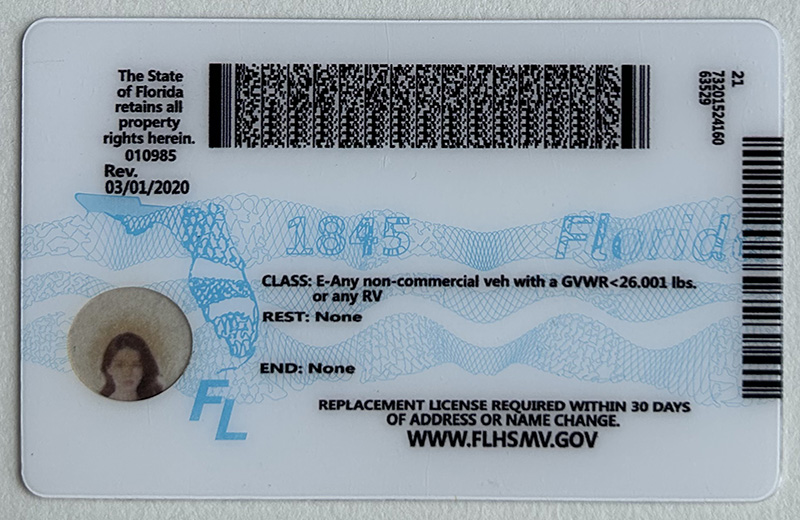 The State
of Florida
retains all
property
rights herein.
010985
Rev.
03/01/2020
21
73201524160
63529
1845
Florida
CLASS: E-Any non-commercial veh with a GVWR<26.001 lbs.
or any RV
REST: None
END: None
FL
REPLACEMENT LICENSE REQUIRED WITHIN 30 DAYS
OF ADDRESS OR NAME CHANGE.
WWW.FLHSMV.GOV